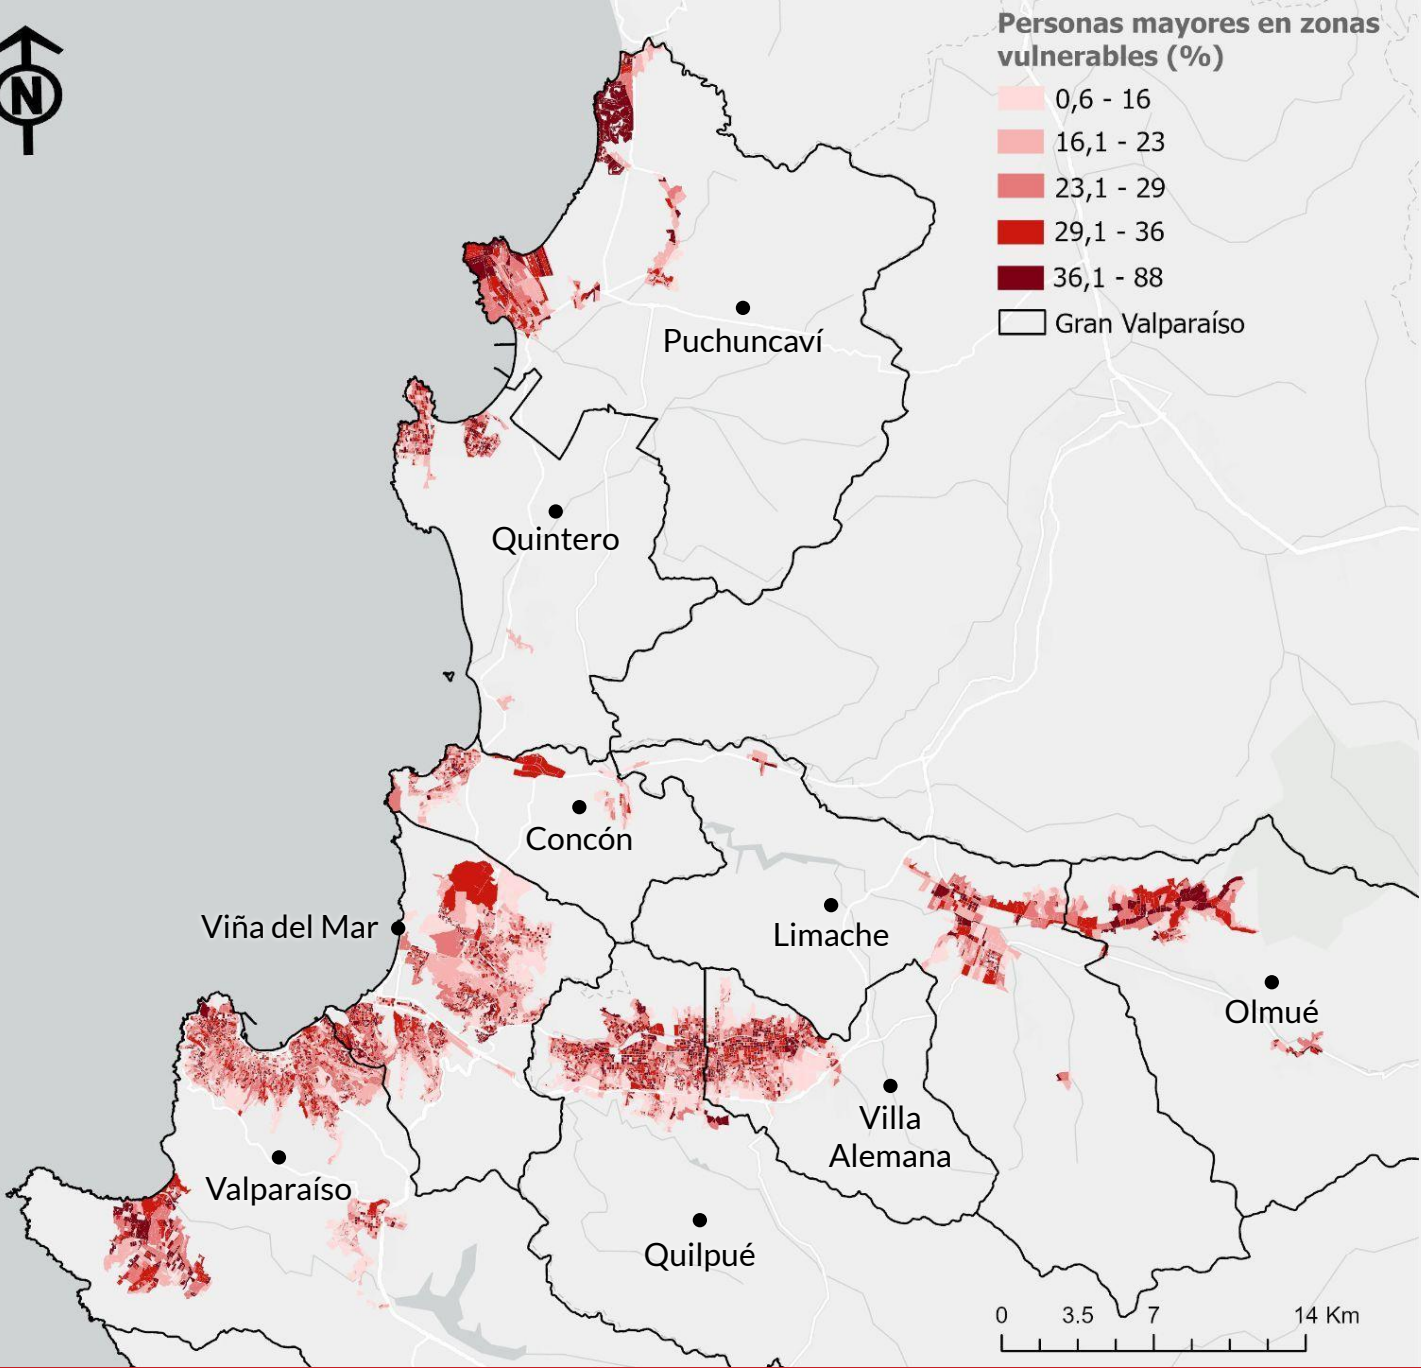 N
Personas mayores en zonas
vulnerables (%)
0,6 - 16
16,1 - 23
23,1 - 29
29,1 - 36
36,1 - 88
Gran Valparaíso
Puchuncaví
Quintero
Concón
Viña del Mar
Limache
Olmué
Villa
Alemana
Valparaíso
Quilpué
0 3.5 7 14 Km